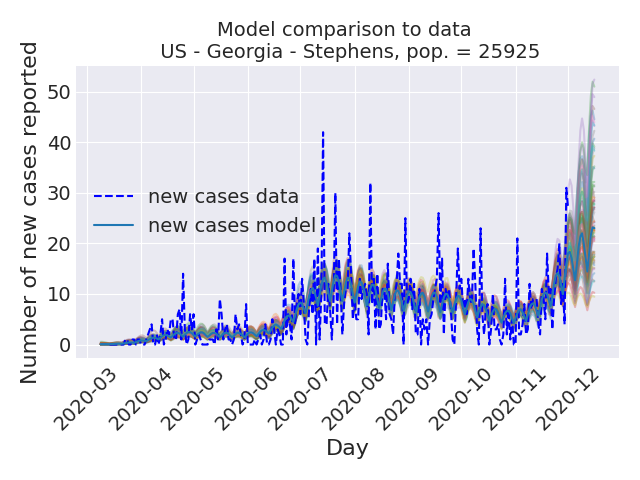 Model comparison to data
US - Georgia - Stephens, pop. = 25925
Number of new cases reported
50
40
30
20
10
0
new cases data
new cases model
2020-03
2020-04
2020-05
2020-06
2020-07
2020-08
2020-09
2020-10
2020-11
2020-12
Day